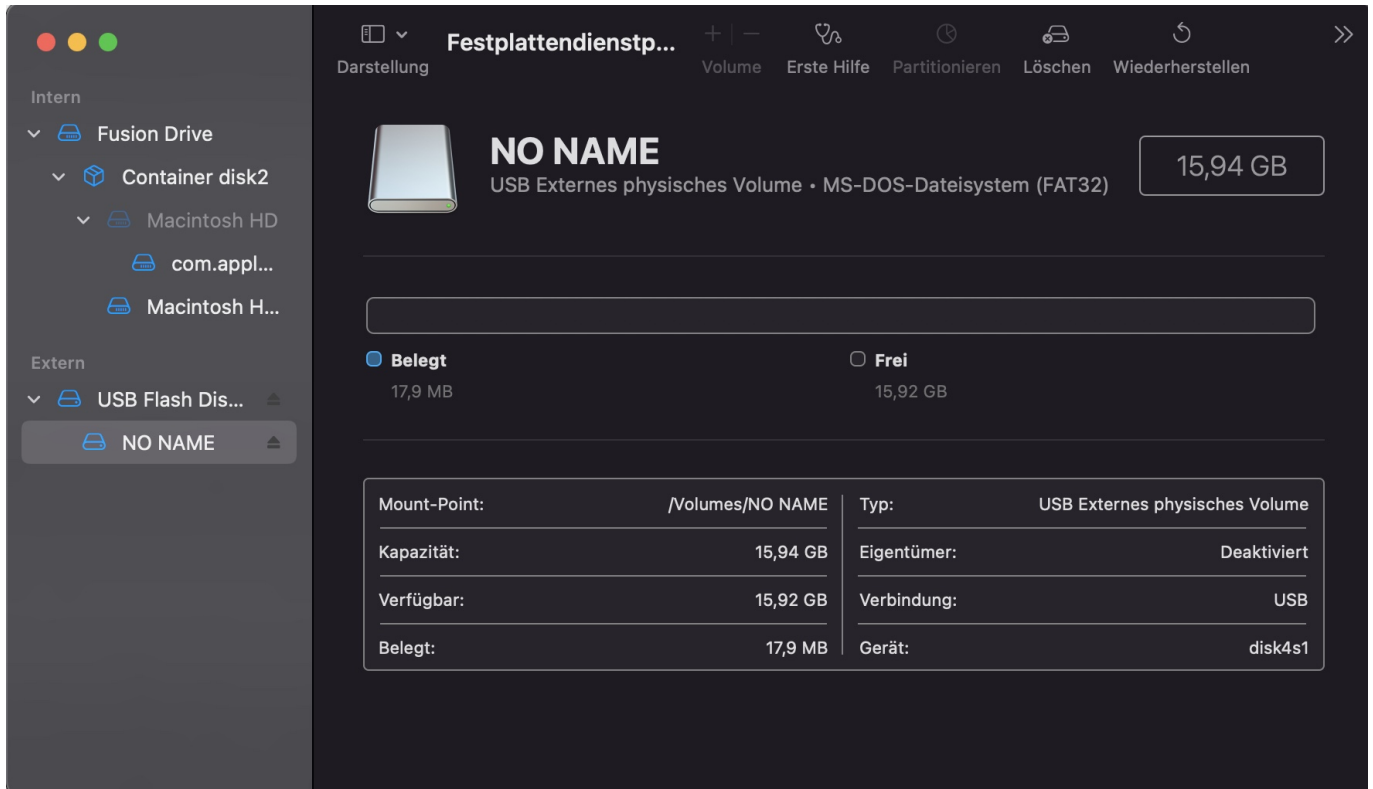 Festplattendienstp...
Darstellung
Volume
Erste Hilfe
Partitionieren
Löschen
Wiederherstellen
Intern
Fusion Drive
Container disk2
Macintosh HD
com.appl...
Macintosh H...
Extern
USB Flash Dis...
NO NAME
NO NAME
USB Externes physisches Volume • MS-DOS-Dateisystem (FAT32)
15,94 GB
Belegt
17,9 MB
Frei
15,92 GB
Mount-Point: /Volumes/NO NAME
Typ: USB Externes physisches Volume
Kapazität: 15,94 GB
Eigentümer: Deaktiviert
Verfügbar: 15,92 GB
Verbindung: USB
Belegt: 17,9 MB
Gerät: disk4s1